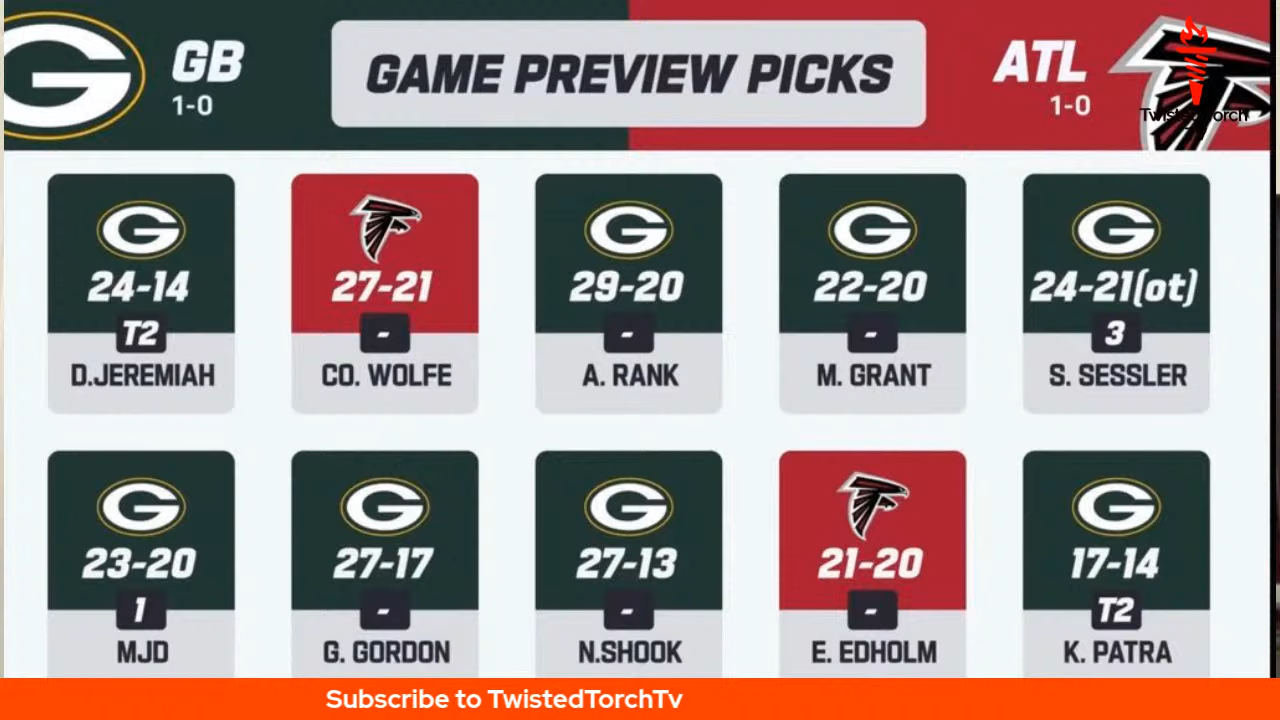 GB
1-0
GAME PREVIEW PICKS
ATL
1-0
TwistedTorch
24-14
27-21
29-20
22-20
24-21(ot)
T2
-
-
-
3
D.JEREMIAH
CO. WOLFE
A. RANK
M. GRANT
S. SESSLER
23-20
27-17
27-13
21-20
17-14
1
-
-
-
T2
MJD
G. GORDON
N.SHOOK
E. EDHOLM
K. PATRA
Subscribe to TwistedTorchTv